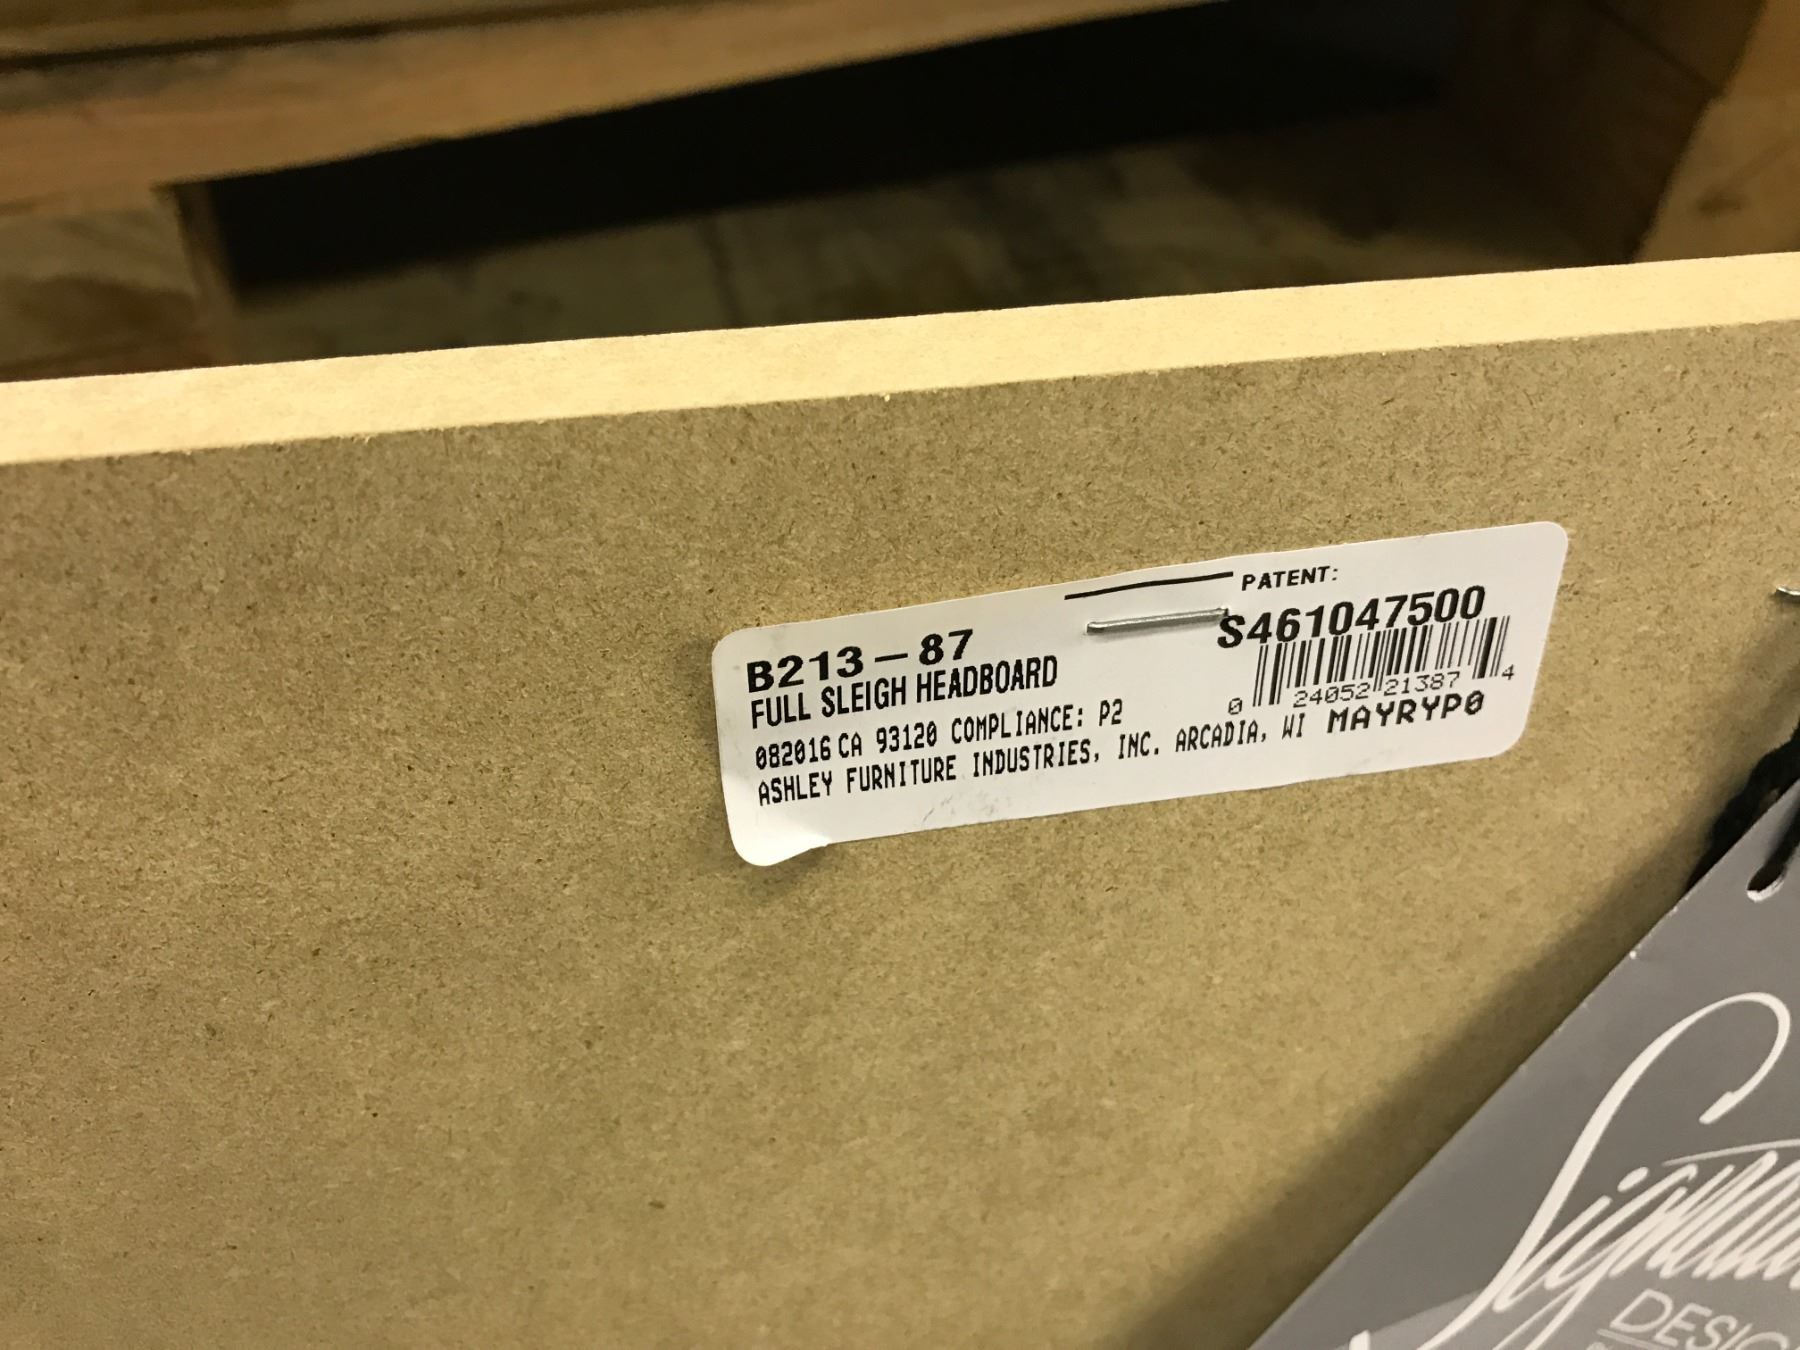 PATENT:
B213-87
S461047500
FULL SLEIGH HEADBOARD
0 24052 21387 4
082016 CA 93120 COMPLIANCE: P2
ASHLEY FURNITURE INDUSTRIES, INC. ARCADIA, WI MAYRYP0
Signature